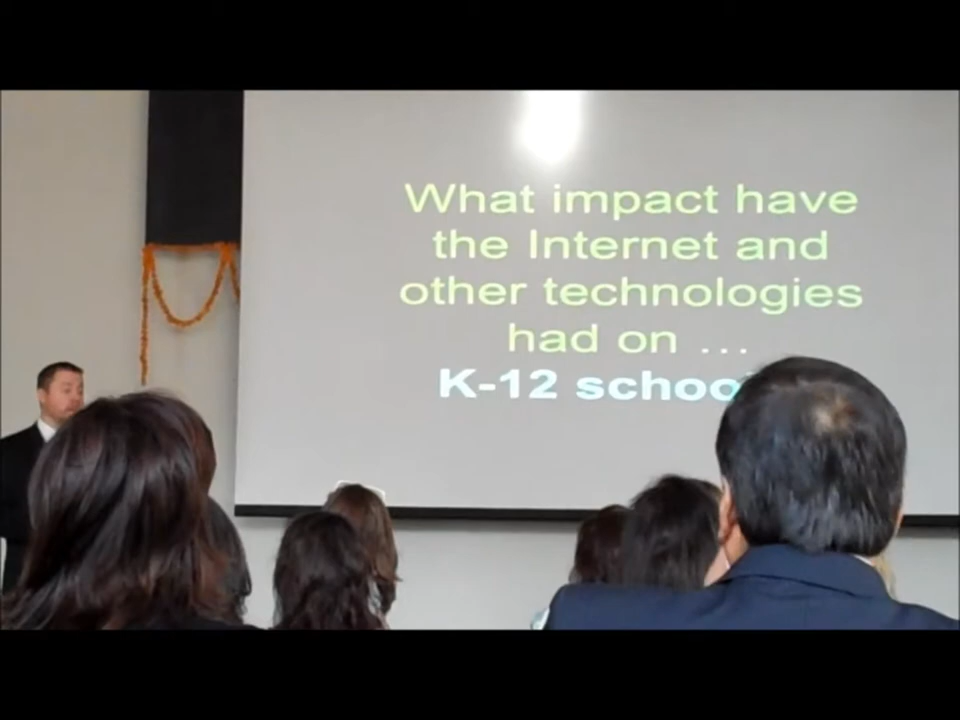 What impact have
the Internet and
other technologies
had on …
K-12